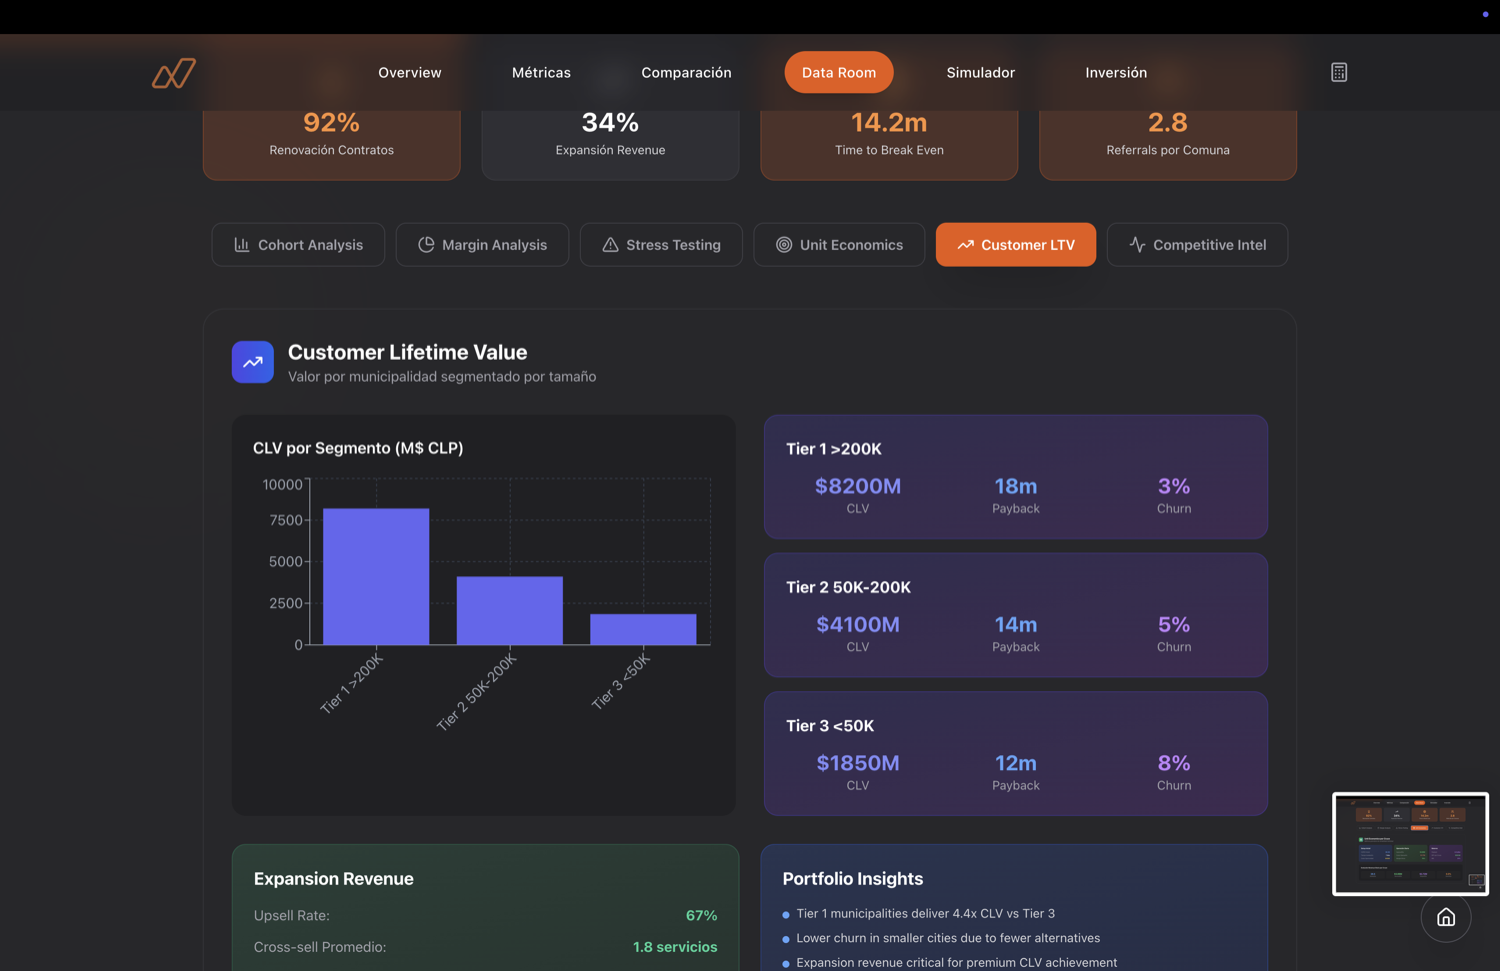 Overview
Métricas
Comparación
Data Room
Simulador
Inversión
92%
Renovación Contratos
34%
Expansión Revenue
14.2m
Time to Break Even
2.8
Referrals por Comuna
Cohort Analysis
Margin Analysis
Stress Testing
Unit Economics
Customer LTV
Competitive Intel
Customer Lifetime Value
Valor por municipalidad segmentado por tamaño
CLV por Segmento (M$ CLP)
10000
7500
5000
2500
0
Tier 1 >200K
Tier 2 50K-200K
Tier 3 <50K
Tier 1 >200K
$8200M
CLV
18m
Payback
3%
Churn
Tier 2 50K-200K
$4100M
CLV
14m
Payback
5%
Churn
Tier 3 <50K
$1850M
CLV
12m
Payback
8%
Churn
Expansion Revenue
Upsell Rate:
67%
Cross-sell Promedio:
1.8 servicios
Portfolio Insights
Tier 1 municipalities deliver 4.4x CLV vs Tier 3
Lower churn in smaller cities due to fewer alternatives
Expansion revenue critical for premium CLV achievement